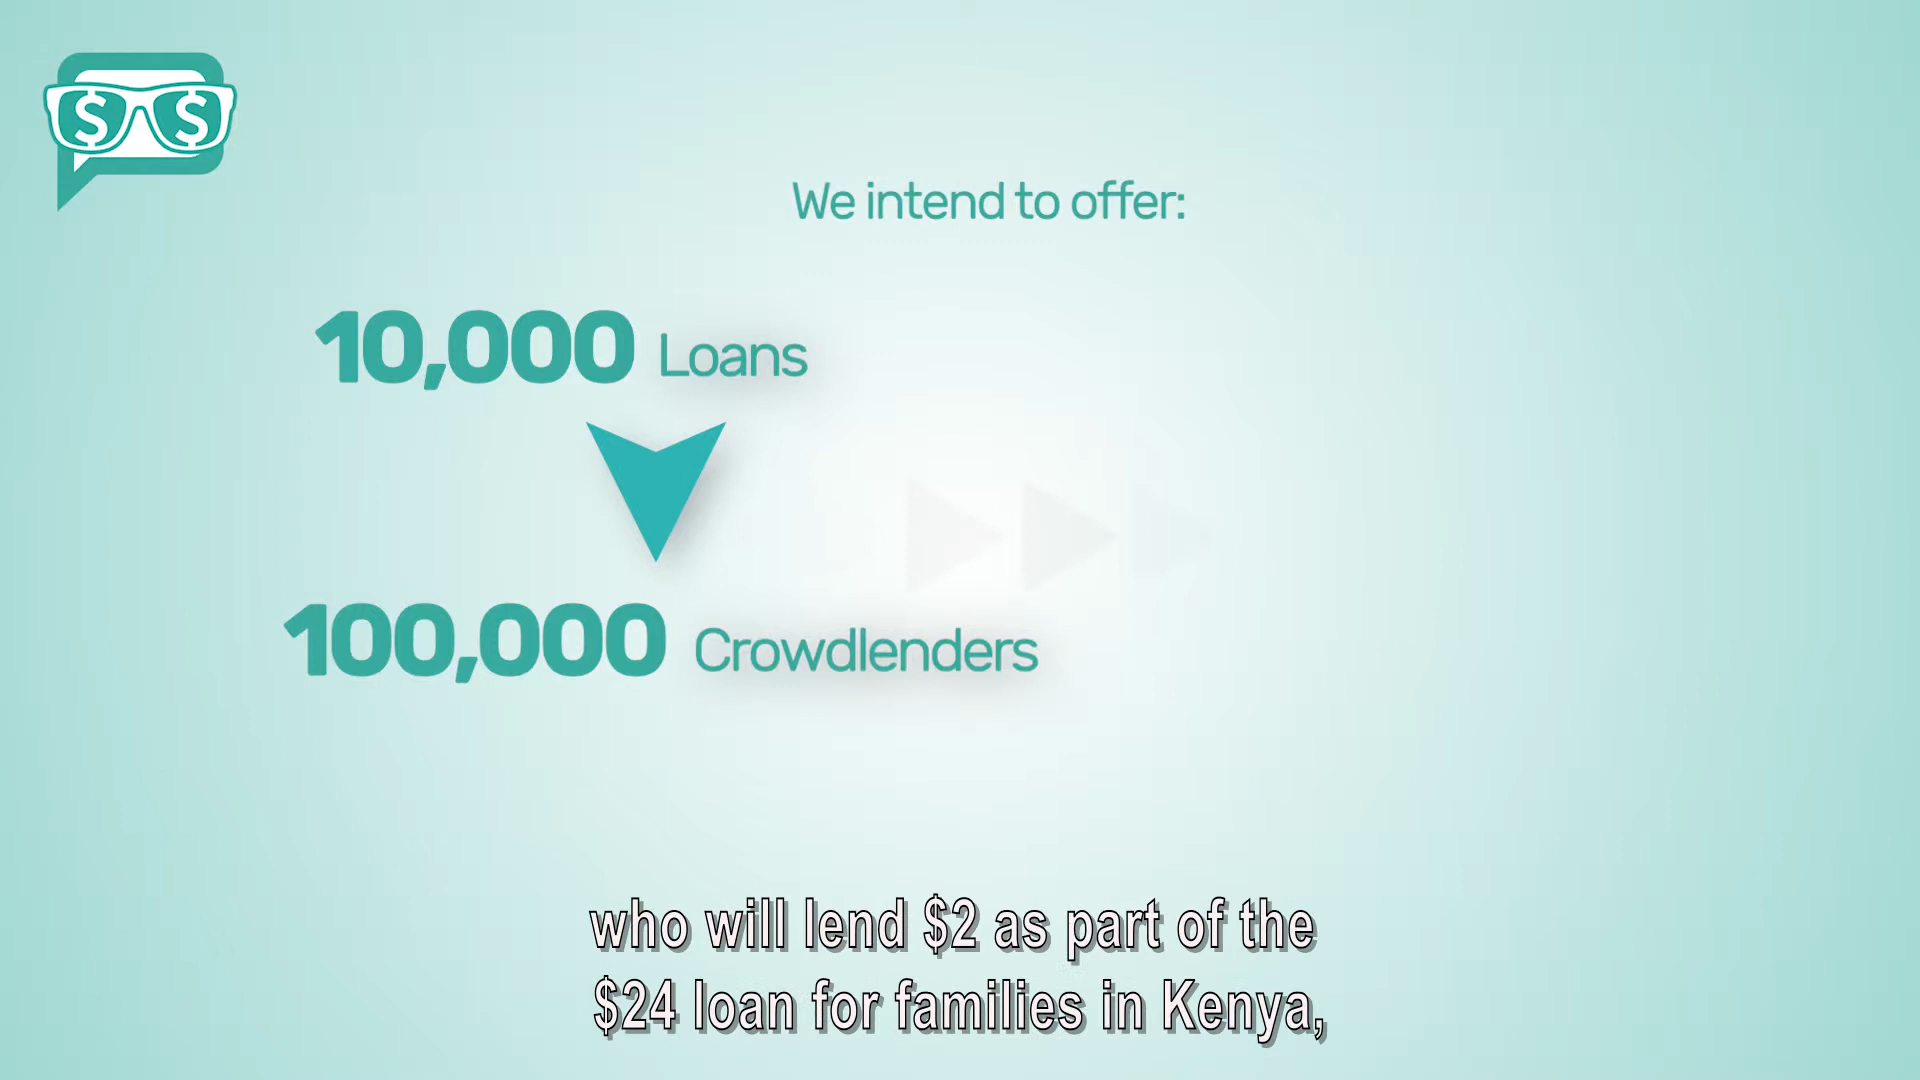 $ $
We intend to offer:
10,000 Loans
100,000 Crowdlenders
who will lend $2 as part of the
$24 loan for families in Kenya,